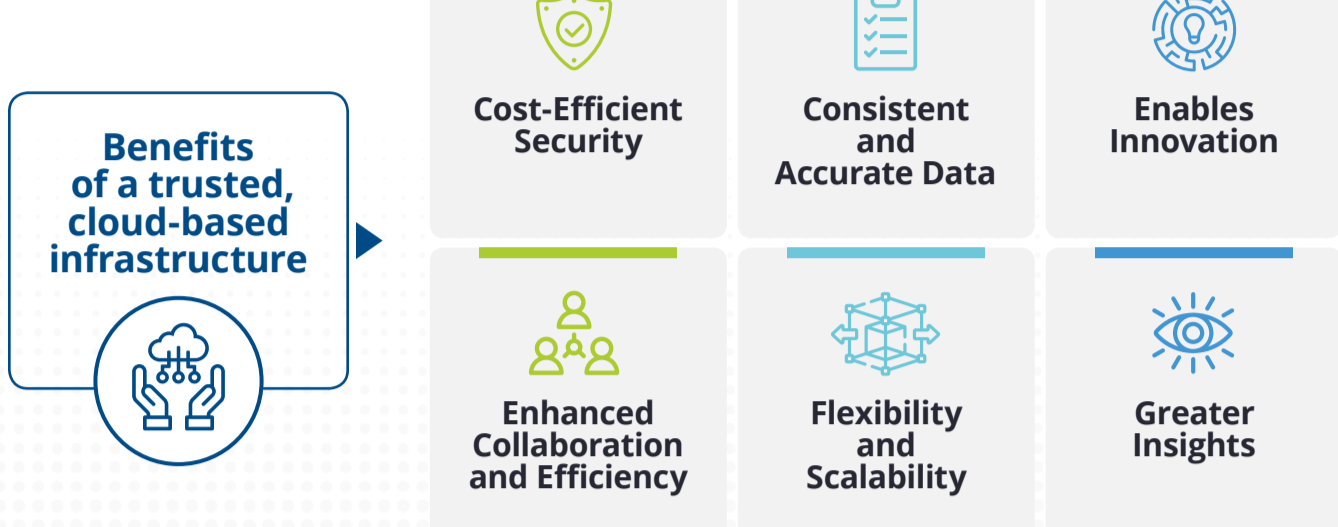 Benefits
of a trusted,
cloud-based
infrastructure
Cost-Efficient
Security
Consistent
and
Accurate Data
Enables
Innovation
Enhanced
Collaboration
and Efficiency
Flexibility
and
Scalability
Greater
Insights